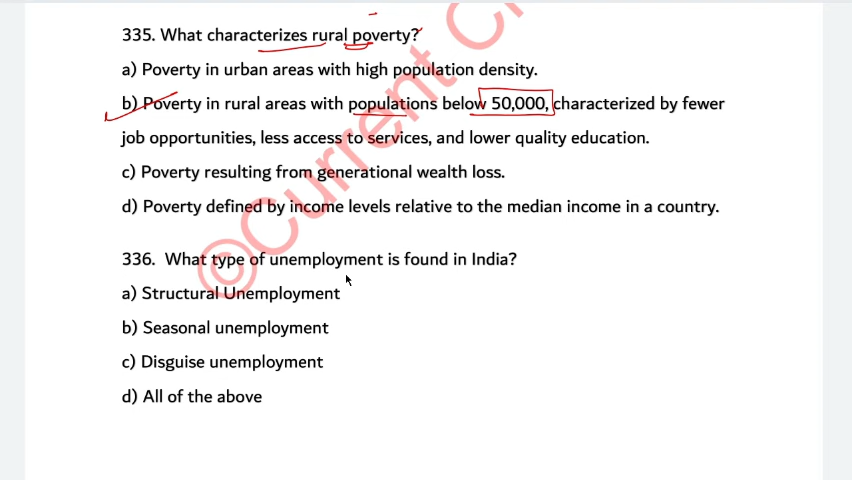 335. What characterizes rural poverty?
a) Poverty in urban areas with high population density.
b) Poverty in rural areas with populations below 50,000, characterized by fewer
job opportunities, less access to services, and lower quality education.
c) Poverty resulting from generational wealth loss.
d) Poverty defined by income levels relative to the median income in a country.
336. What type of unemployment is found in India?
a) Structural Unemployment
b) Seasonal unemployment
c) Disguise unemployment
d) All of the above
©Current C